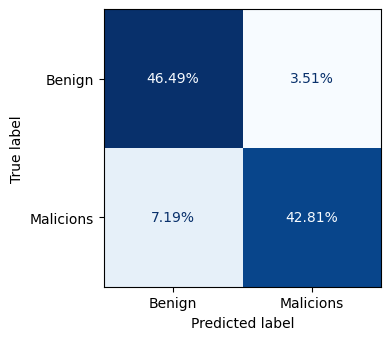 True label
Benign
46.49%
3.51%
Malicions
7.19%
42.81%
Benign
Malicions
Predicted label